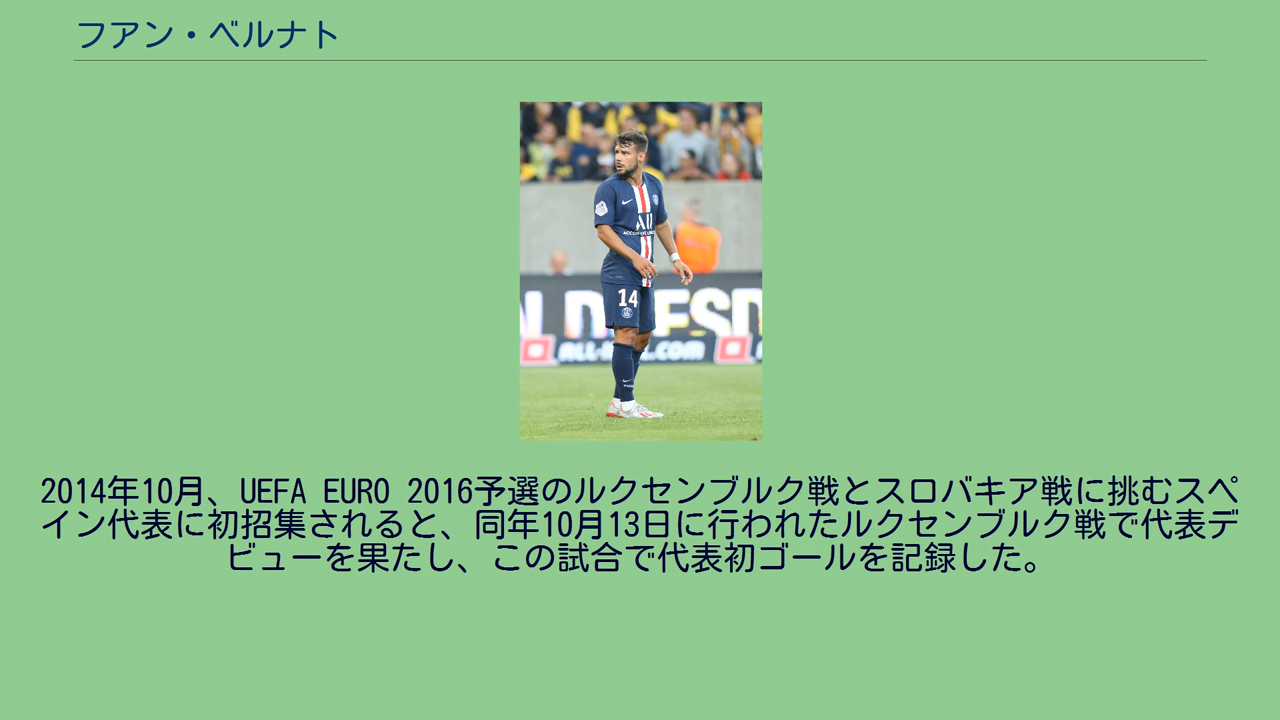 フアン・ベルナト
14
2014年10月、UEFA EURO 2016予選のルクセンブルク戦とスロバキア戦に挑むスペ
イン代表に初招集されると、同年10月13日に行われたルクセンブルク戦で代表デ
ビューを果たし、この試合で代表初ゴールを記録した。